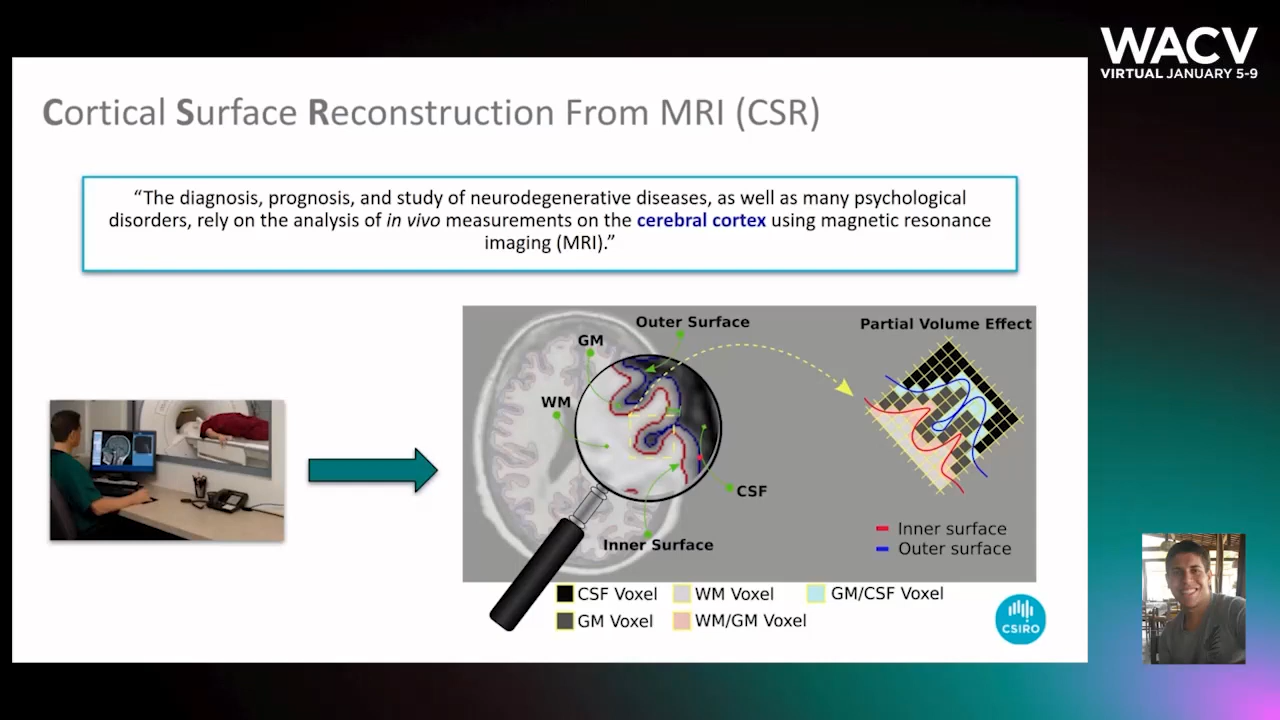 WACV
VIRTUAL JANUARY 5-9
Cortical Surface Reconstruction From MRI (CSR)
“The diagnosis, prognosis, and study of neurodegenerative diseases, as well as many psychological
disorders, rely on the analysis of in vivo measurements on the cerebral cortex using magnetic resonance
imaging (MRI).”
Outer Surface
Partial Volume Effect
GM
WM
CSF
Inner Surface
Inner surface
Outer surface
CSF Voxel
WM Voxel
GM/CSF Voxel
GM Voxel
WM/GM Voxel
CSIRO